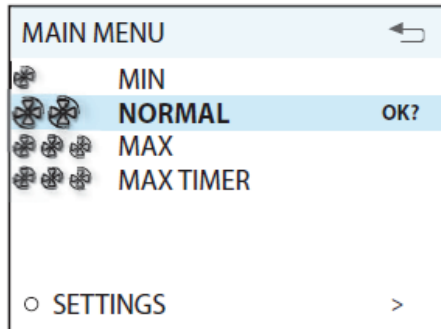 MAIN MENU
MIN
NORMAL OK?
MAX
MAX TIMER
SETTINGS >